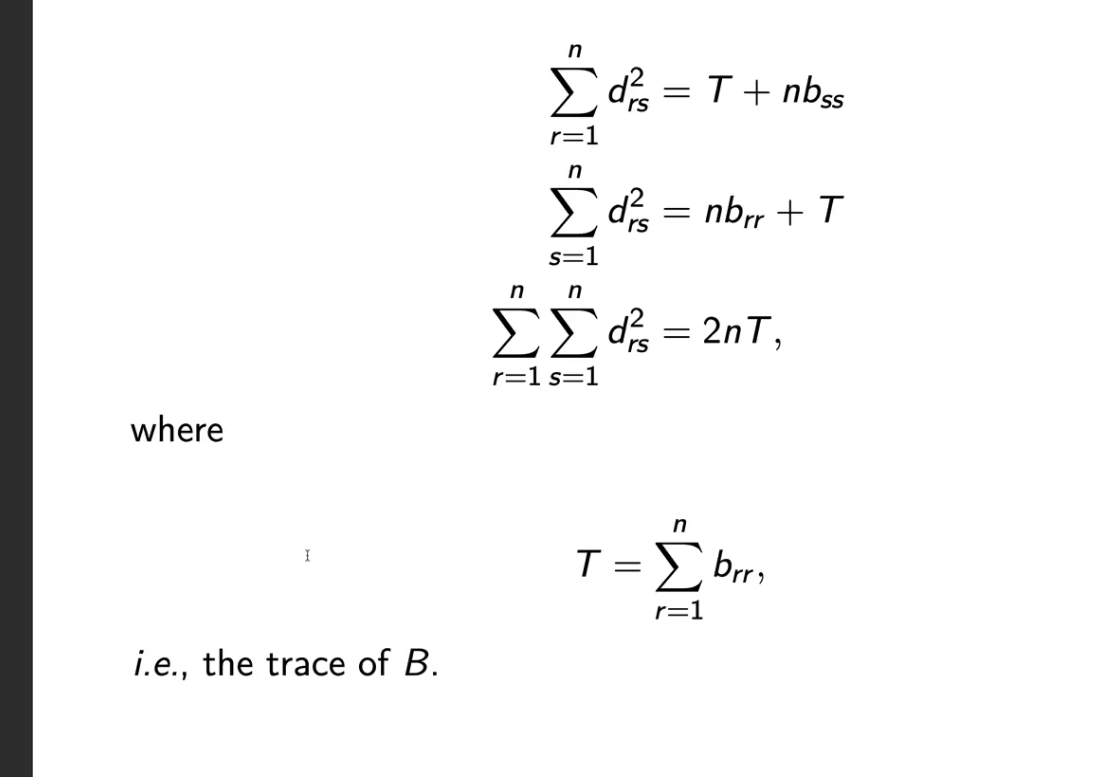 $\sum_{r=1}^{n} d_{rs}^2 = T + nb_{ss}$
$\sum_{s=1}^{n} d_{rs}^2 = nb_{rr} + T$
$\sum_{r=1}^{n} \sum_{s=1}^{n} d_{rs}^2 = 2nT,$
where
$T = \sum_{r=1}^{n} b_{rr},$
i.e., the trace of B.